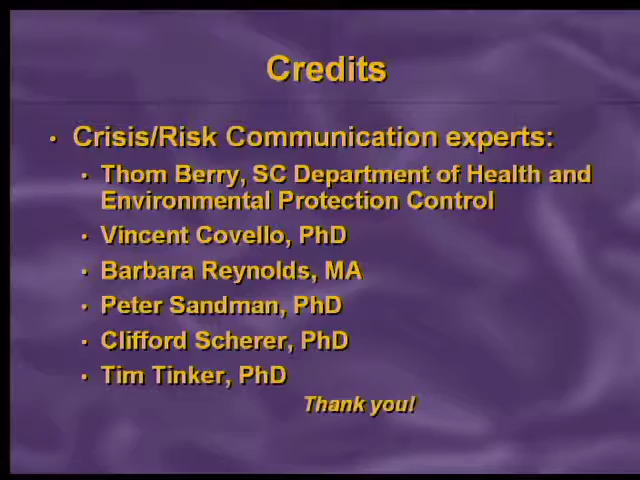 Credits
• Crisis/Risk Communication experts:
• Thom Berry, SC Department of Health and
Environmental Protection Control
• Vincent Covello, PhD
• Barbara Reynolds, MA
• Peter Sandman, PhD
• Clifford Scherer, PhD
• Tim Tinker, PhD
Thank you!